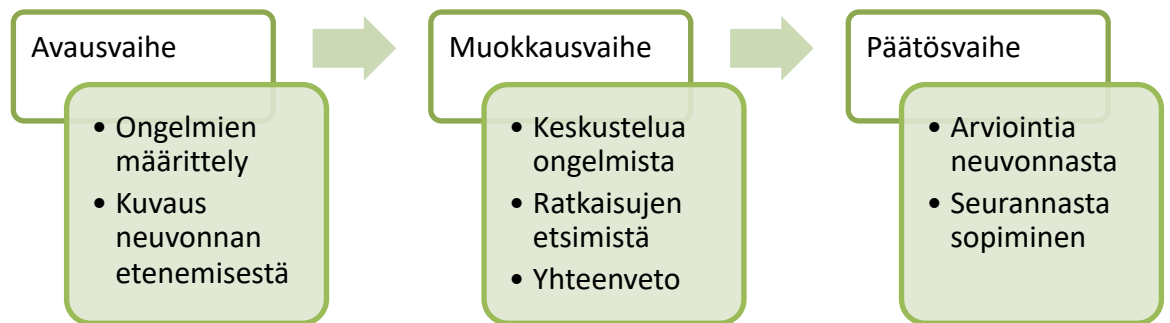 Avausvaihe
• Ongelmien
määrittely
• Kuvaus
neuvonnan
etenemisestä
Muokkausvaihe
• Keskustelua
ongelmista
• Ratkaisujen
etsimistä
• Yhteenveto
Päätösvaihe
• Arviointia
neuvonnasta
• Seurannasta
sopiminen